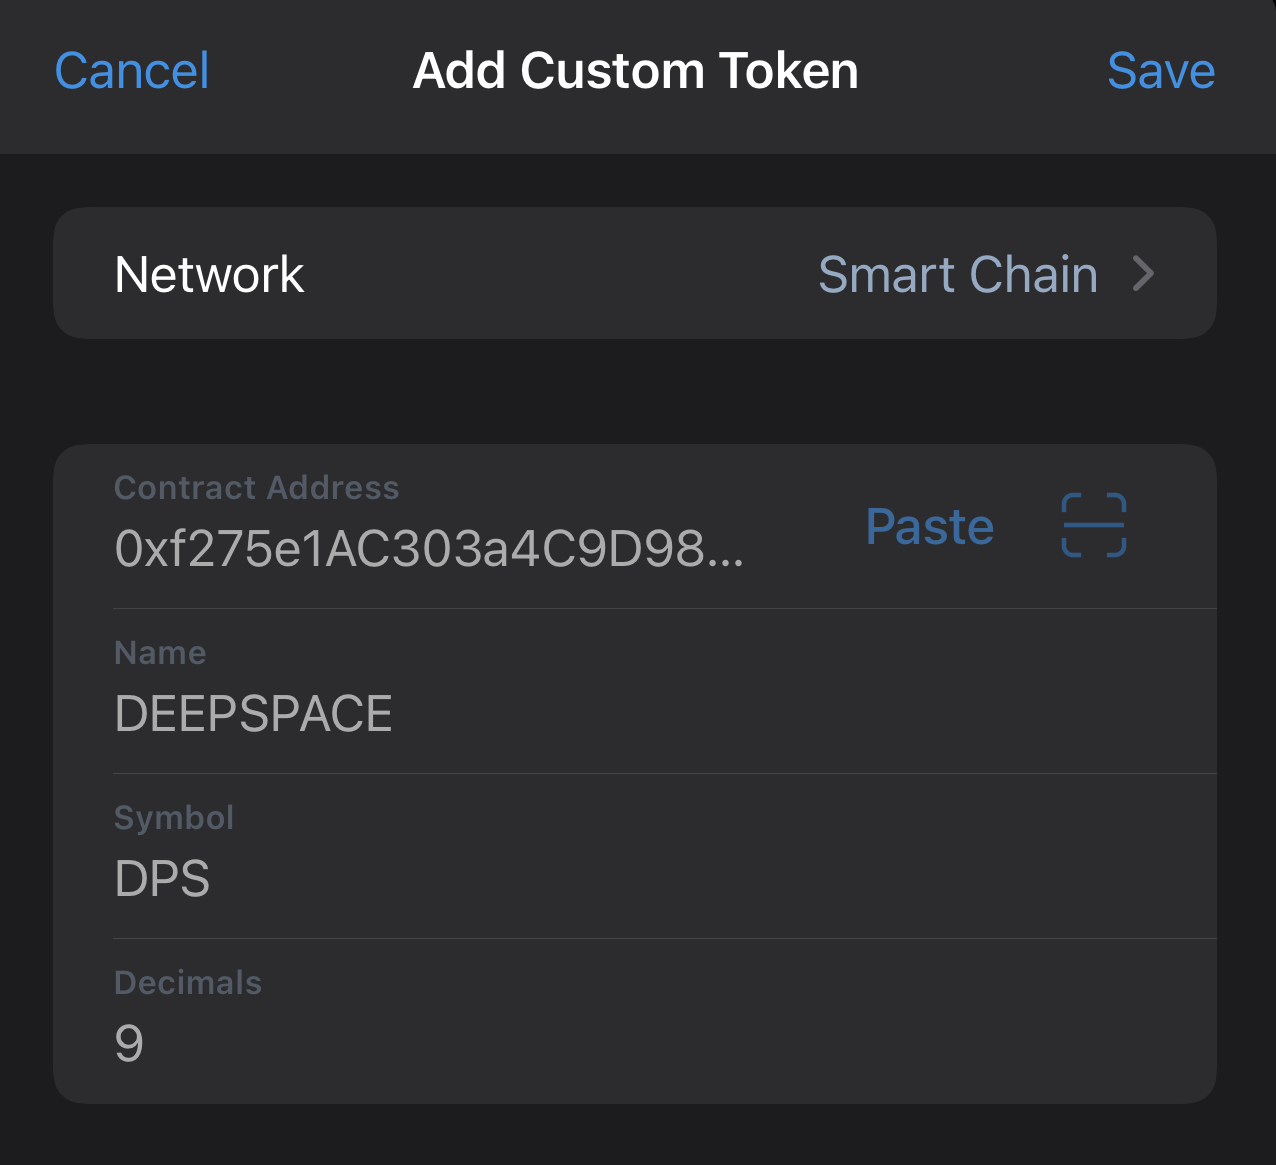 Cancel
Add Custom Token
Save
Network
Smart Chain
Contract Address
0xf275e1AC303a4C9D98...
Paste
Name
DEEPSPACE
Symbol
DPS
Decimals
9